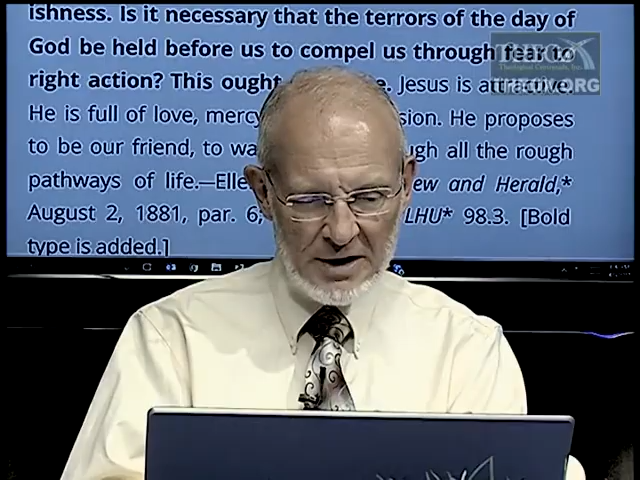 ishness. Is it necessary that the terrors of the day of
God be held before us to compel us through fear to
right action? This ought e. Jesus is attractive.
He is full of love, mercy sion. He proposes
to be our friend, to wa ugh all the rough
pathways of life.—Elle ew and Herald,*
August 2, 1881, par. 6; LHU* 98.3. [Bold
type is added.]